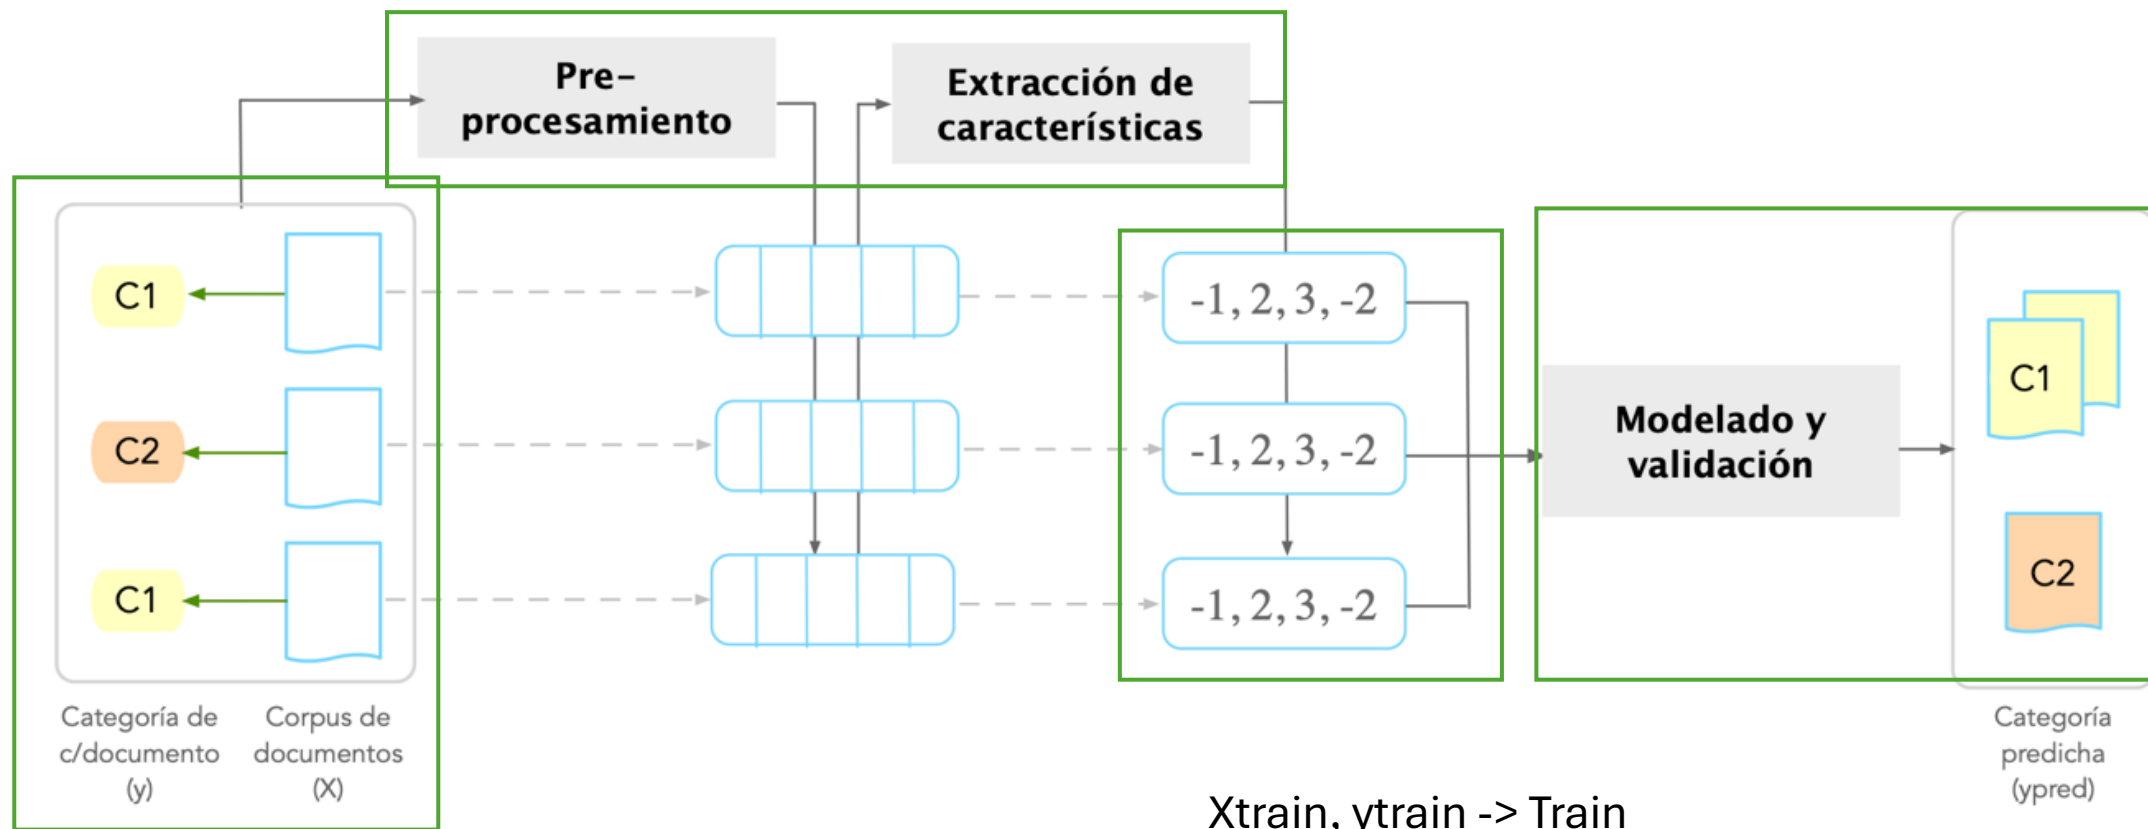 Pre-
procesamiento
Extracción de
características
C1
C2
C1
-1, 2, 3, -2
-1, 2, 3, -2
-1, 2, 3, -2
Modelado y
validación
C1
C2
Categoría de
c/documento
(y)
Corpus de
documentos
(X)
Categoría
predicha
(ypred)
Xtrain, ytrain -> Train